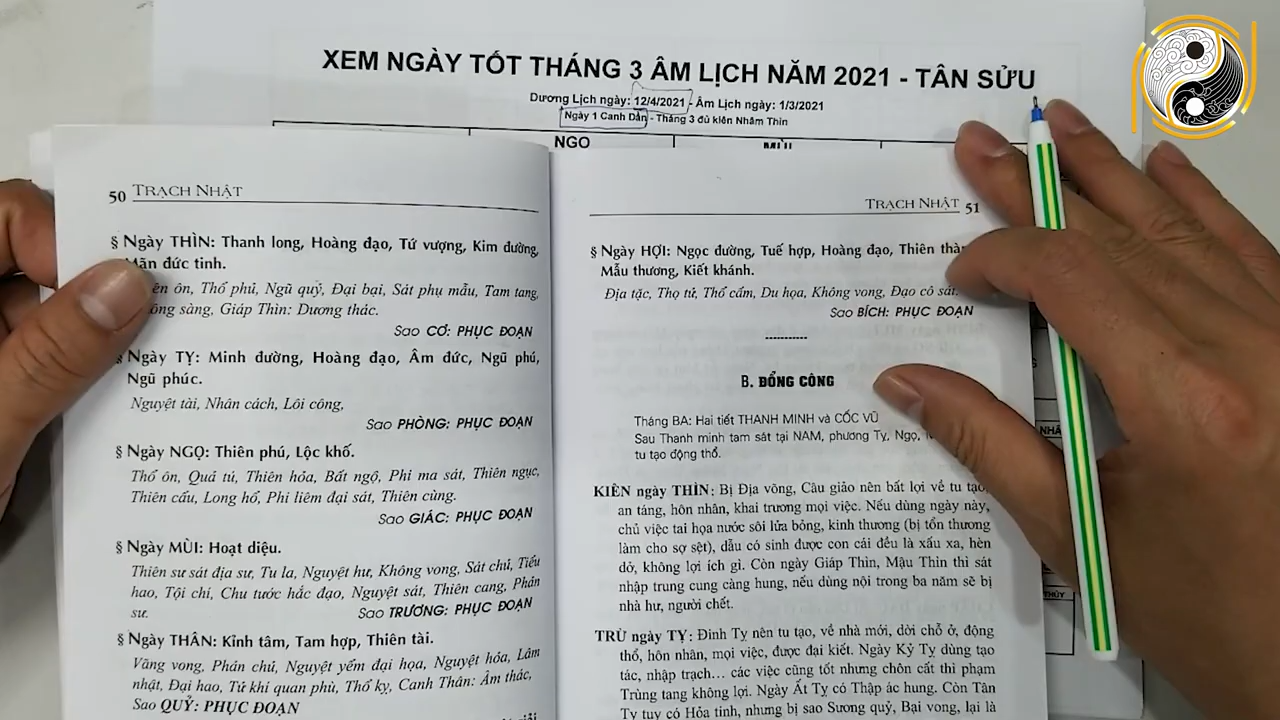 XEM NGÀY TỐT THÁNG 3 ÂM LỊCH NĂM 2021 - TÂN SỬU
Dương Lịch ngày: 12/4/2021 - Âm Lịch ngày: 1/3/2021
Ngày 1 Canh Dần - Tháng 3 đủ kiến Nhâm Thìn
NGỌ
50 TRẠCH NHẬT
§ Ngày THÌN: Thanh long, Hoàng đạo, Tứ vượng, Kim đường,
Mãn đức tinh.
ôn, Thổ phủ, Ngũ quỷ, Đại bại, Sát phụ mẫu, Tam tang,
sàng, Giáp Thìn: Dương thác.
Sao CƠ: PHỤC ĐOẠN
§ Ngày TỴ: Minh đường, Hoàng đạo, Âm đức, Ngũ phú,
Ngũ phúc.
Nguyệt tài, Nhân cách, Lôi công,
Sao PHÒNG: PHỤC ĐOẠN
§ Ngày NGỌ: Thiên phú, Lộc khố.
Thổ ôn, Quả tú, Thiên hỏa, Bất ngộ, Phi ma sát, Thiên ngục,
Thiên cẩu, Long hổ, Phi liêm đại sát, Thiên cùng.
Sao GIÁC: PHỤC ĐOẠN
§ Ngày MÙI: Hoạt diệu.
Thiên sư sát địa sư, Tu la, Nguyệt hư, Không vong, Sát chủ, Tiểu
hao, Tội chí, Chu tước hắc đạo, Nguyệt sát, Thiên cang, Phản
sư. Sao TRƯƠNG: PHỤC ĐOẠN
§ Ngày THÂN: Kính tâm, Tam hợp, Thiên tài.
Vãng vong, Phản chủ, Nguyệt yếm đại họa, Nguyệt hỏa, Lâm
nhật, Đại hao, Tử khí quan phù, Thổ kỵ, Canh Thân: Âm thác,
Sao QUỶ: PHỤC ĐOẠN
TRẠCH NHẬT 51
§ Ngày HỢI: Ngọc đường, Tuế hợp, Hoàng đạo, Thiên
Mẫu thương, Kiết khánh.
Địa tặc, Thọ tử, Thổ cấm, Du họa, Không vong, Đạo cô sát.
Sao BÍCH: PHỤC ĐOẠN
B. ĐỔNG CÔNG
Tháng BA: Hai tiết THANH MINH và CỐC VŨ
Sau Thanh minh tam sát tại NAM, phương Tỵ, Ngọ,
tu tạo động thổ.
KIÊN ngày THÌN: Bị Địa võng, Câu giảo nên bất lợi về tu tạo,
an táng, hôn nhân, khai trương mọi việc. Nếu dùng ngày này,
chủ việc tai họa nước sôi lửa bỏng, kinh thương (bị tổn thương
làm cho sợ sệt), dẫu có sinh được con cái đều là xấu xa, hèn
dở, không lợi ích gì. Còn ngày Giáp Thìn, Mậu Thìn thì sát
nhập trung cung càng hung, nếu dùng nội trong ba năm sẽ bị
nhà hư, người chết.
TRỪ ngày TỴ: Đinh Tỵ nên tu tạo, về nhà mới, dời chỗ ở, động
thổ, hôn nhân, mọi việc, được đại kiết. Ngày Kỷ Tỵ dùng tạo
tác, nhập trạch... các việc cũng tốt nhưng chôn cất thì phạm
Trùng tang không lợi. Ngày Ất Tỵ có Thập ác hung. Còn Tân
Tỵ tuy có Hỏa tinh, nhưng bị sao Sương quỷ, Bại vong, lại là